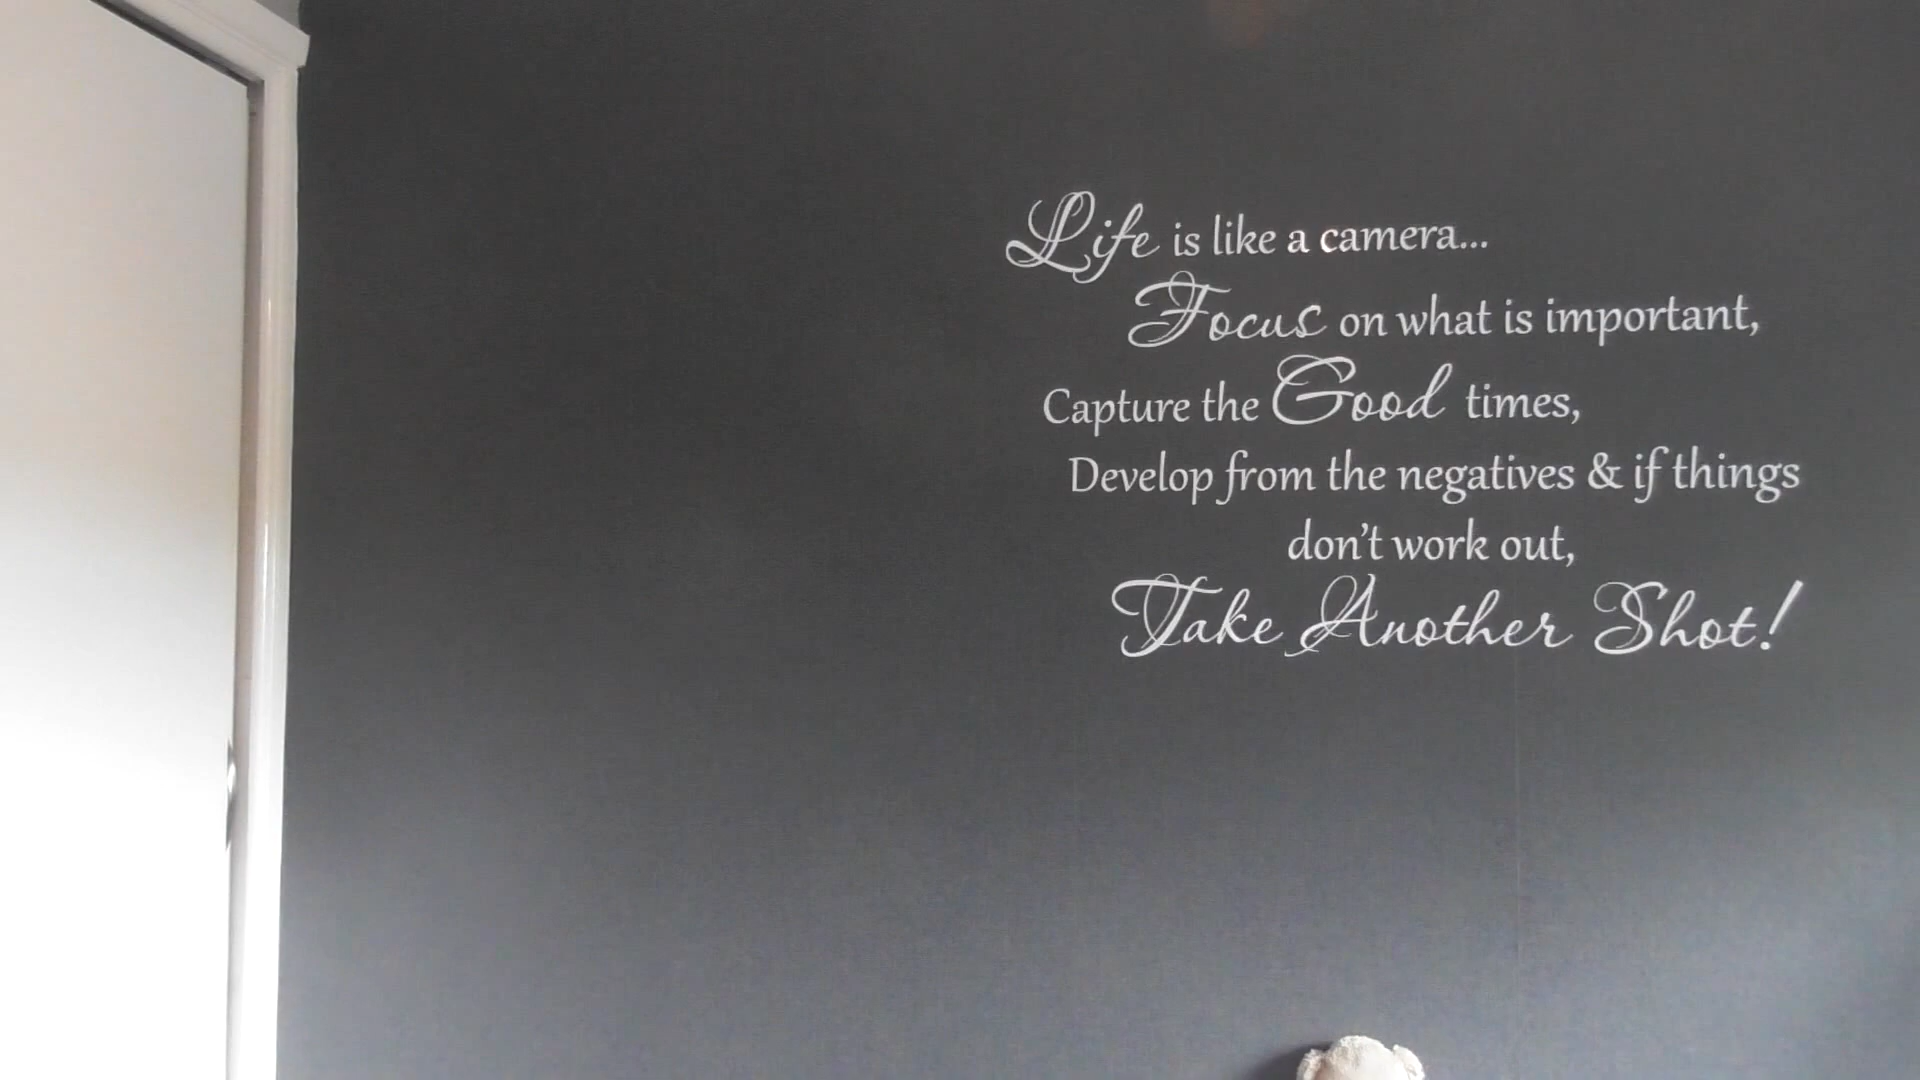 Life is like a camera...
Focus on what is important,
Capture the Good times,
Develop from the negatives & if things
don't work out,
Take Another Shot!